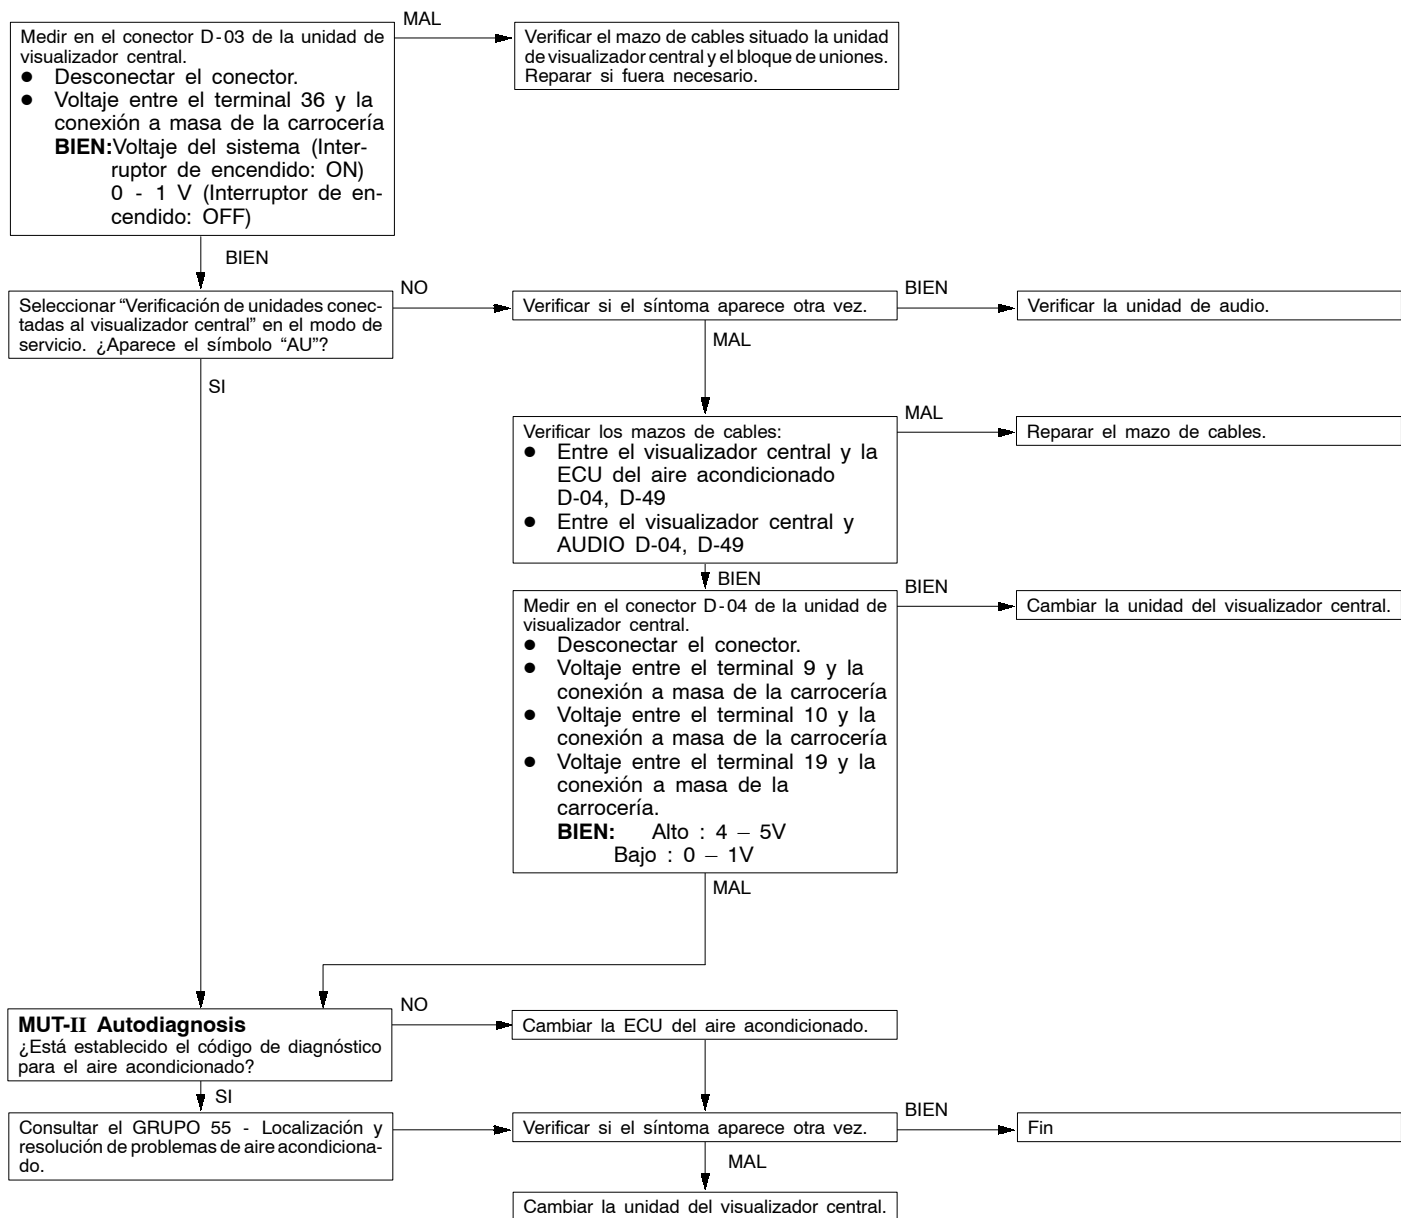 MAL
Medir en el conector D-03 de la unidad de
visualizador central.
● Desconectar el conector.
● Voltaje entre el terminal 36 y la
conexión a masa de la carrocería
BIEN:Voltaje del sistema (Inter-
ruptor de encendido: ON)
0 - 1 V (Interruptor de en-
cendido: OFF)
Verificar el mazo de cables situado la unidad
de visualizador central y el bloque de uniones.
Reparar si fuera necesario.
BIEN
Seleccionar “Verificación de unidades conec-
tadas al visualizador central” en el modo de
servicio. ¿Aparece el símbolo “AU”?
NO
Verificar si el síntoma aparece otra vez.
BIEN
Verificar la unidad de audio.
MAL
SI
Verificar los mazos de cables:
● Entre el visualizador central y la
ECU del aire acondicionado
D-04, D-49
● Entre el visualizador central y
AUDIO D-04, D-49
MAL
Reparar el mazo de cables.
BIEN
Medir en el conector D-04 de la unidad de
visualizador central.
● Desconectar el conector.
● Voltaje entre el terminal 9 y la
conexión a masa de la carrocería
● Voltaje entre el terminal 10 y la
conexión a masa de la carrocería
● Voltaje entre el terminal 19 y la
conexión a masa de la
carrocería.
BIEN: Alto : 4 – 5V
Bajo : 0 – 1V
BIEN
Cambiar la unidad del visualizador central.
MAL
MUT-II Autodiagnosis
¿Está establecido el código de diagnóstico
para el aire acondicionado?
NO
Cambiar la ECU del aire acondicionado.
SI
Consultar el GRUPO 55 - Localización y
resolución de problemas de aire acondiciona-
do.
Verificar si el síntoma aparece otra vez.
BIEN
Fin
MAL
Cambiar la unidad del visualizador central.